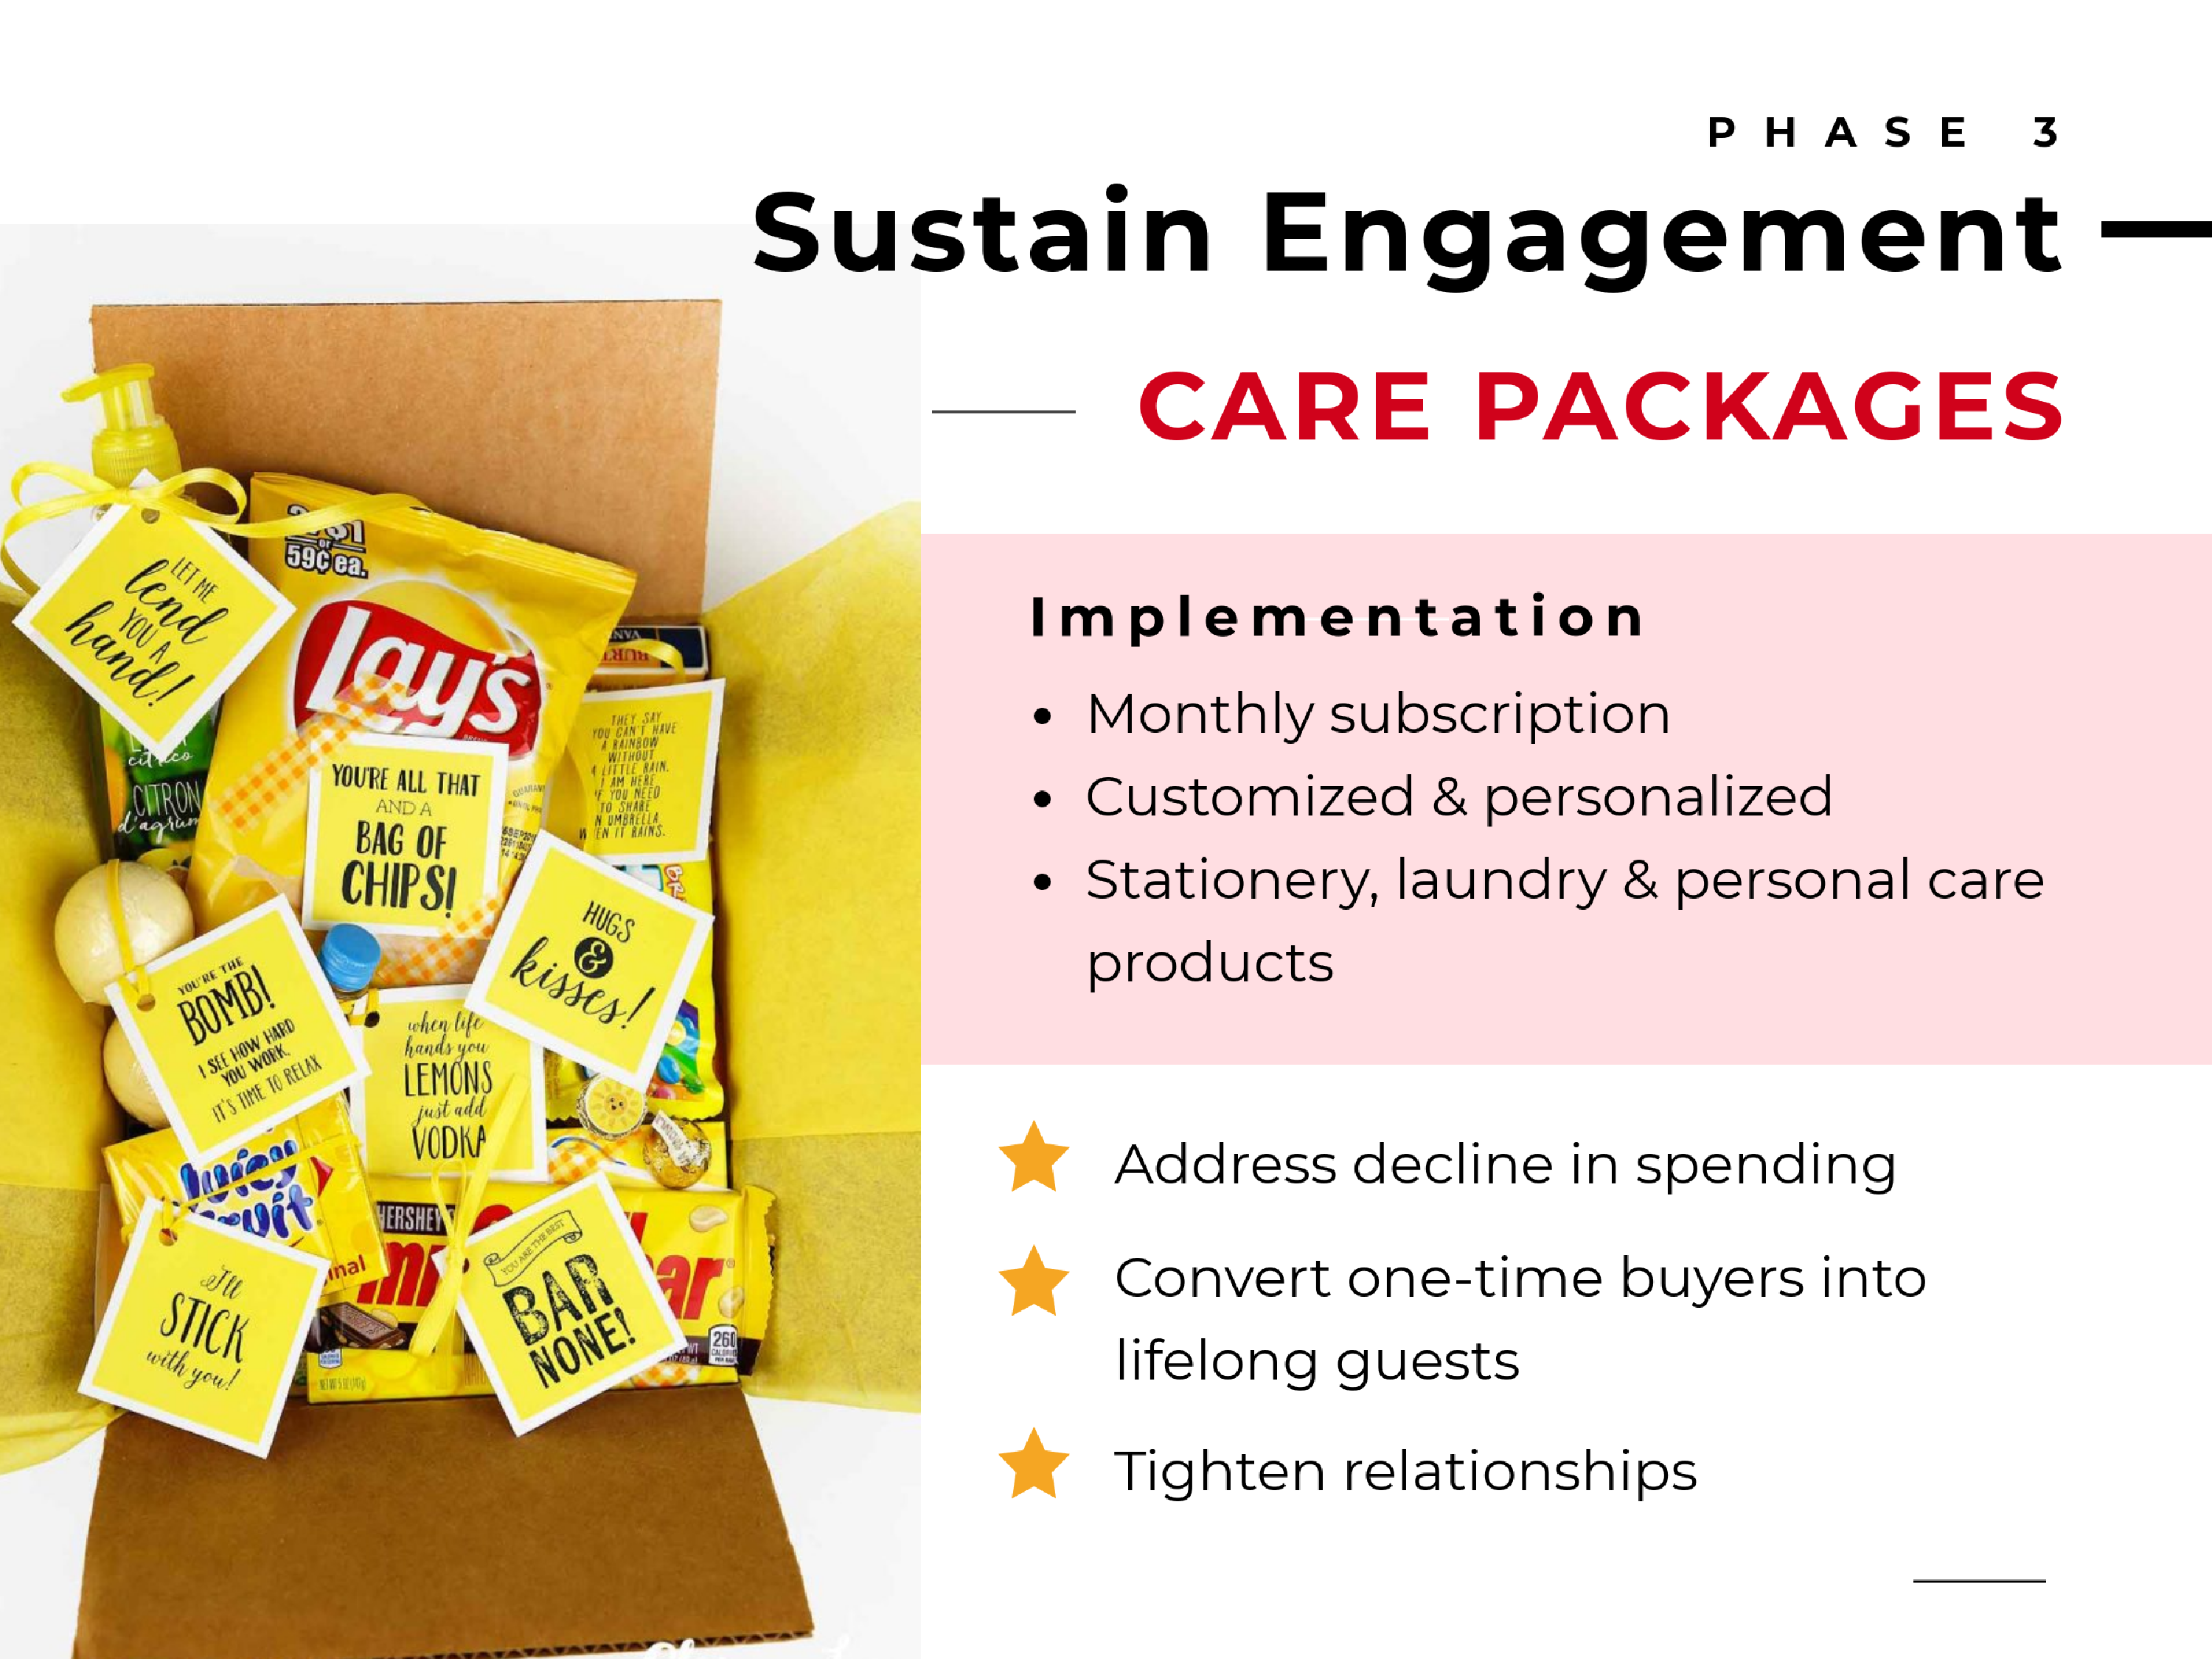 PHASE 3
Sustain Engagement
CARE PACKAGES
Implementation
• Monthly subscription
• Customized & personalized
• Stationery, laundry & personal care
products
Address decline in spending
Convert one-time buyers into
lifelong guests
Tighten relationships
59¢ ea.
LET ME
lend
YOU A
hand!
Lay's
citrico
CITRON
YOU'RE ALL THAT
AND A
BAG OF
CHIPS!
THEY SAY
YOU CAN'T HAVE
A RAINBOW
WITHOUT
A LITTLE RAIN.
I AM HERE
IF YOU NEED
TO SHARE
UMBRELLA
IT RAINS.
HUGS
&
kisses!
YOU'RE THE
BOMB!
I SEE HOW HARD
YOU WORK.
IT'S TIME TO RELAX
when life
hands you
LEMONS
just add
VODKA
Juicy
Fruit
HERSHEY'S
I'll
STICK
with you!
YOU ARE THE BEST
BAR
NONE!
260
CALORIES